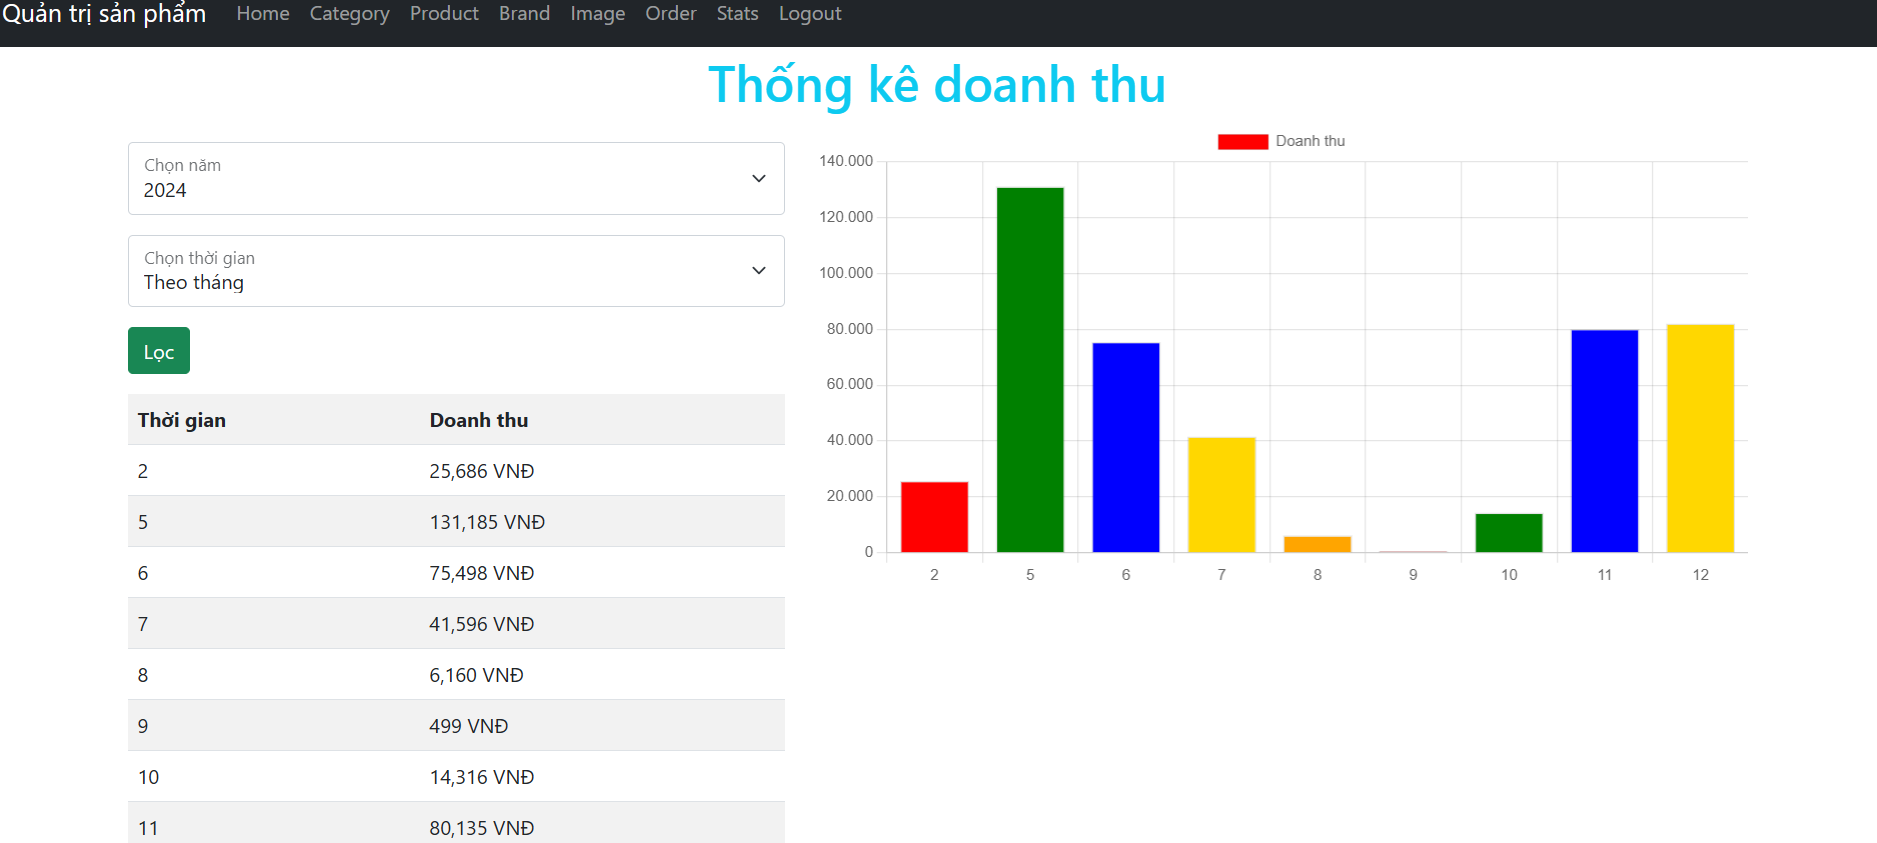 Quản trị sản phẩm Home Category Product Brand Image Order Stats Logout
Thống kê doanh thu
Chọn năm
2024
Chọn thời gian
Theo tháng
Lọc
Thời gian Doanh thu
2 25,686 VNĐ
5 131,185 VNĐ
6 75,498 VNĐ
7 41,596 VNĐ
8 6,160 VNĐ
9 499 VNĐ
10 14,316 VNĐ
11 80,135 VNĐ
Doanh thu
140.000
120.000
100.000
80.000
60.000
40.000
20.000
0
2 5 6 7 8 9 10 11 12